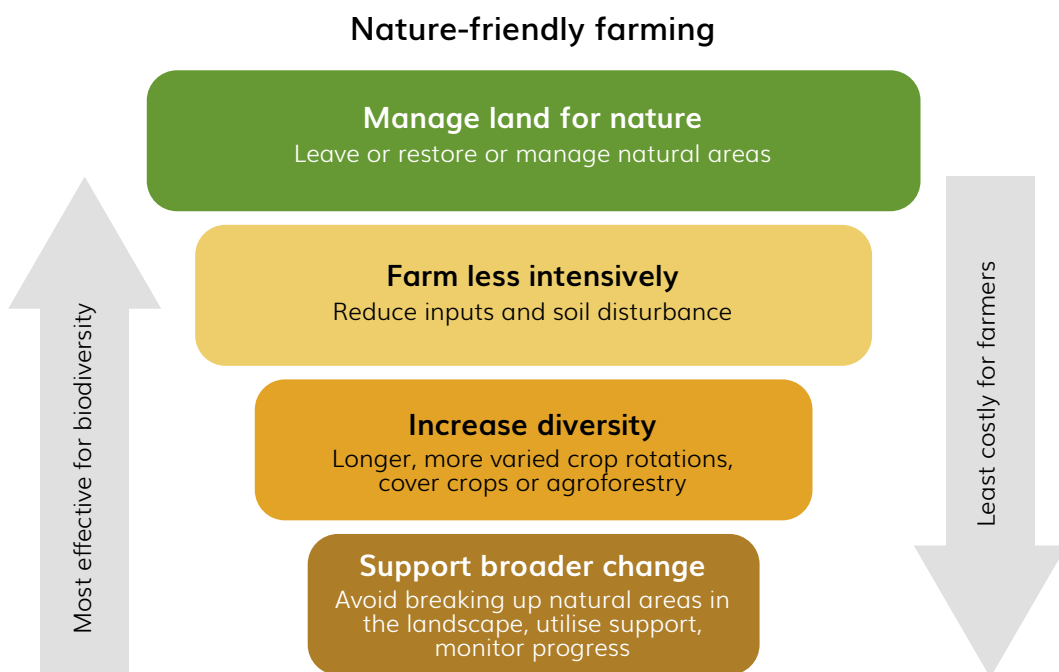 Nature-friendly farming
Manage land for nature
Leave or restore or manage natural areas
Farm less intensively
Reduce inputs and soil disturbance
Increase diversity
Longer, more varied crop rotations,
cover crops or agroforestry
Support broader change
Avoid breaking up natural areas in
the landscape, utilise support,
monitor progress
Most effective for biodiversity
Least costly for farmers